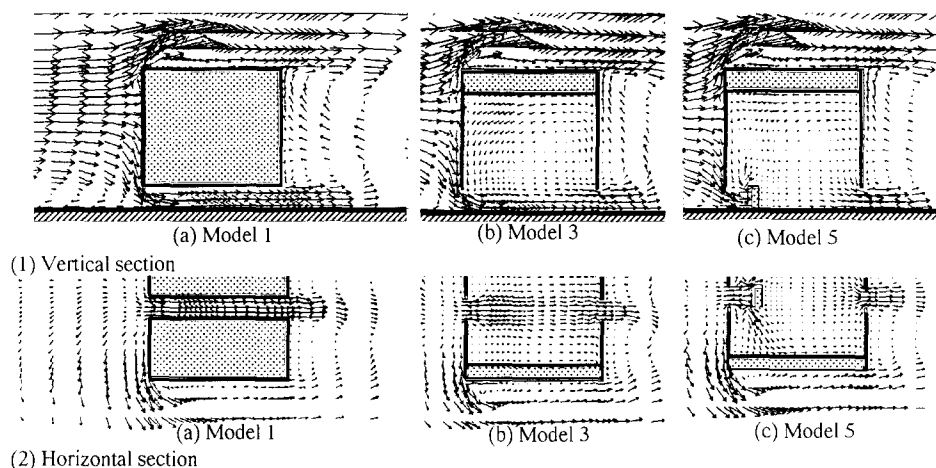 (a) Model 1
(b) Model 3
(c) Model 5
(1) Vertical section
(a) Model 1
(b) Model 3
(c) Model 5
(2) Horizontal section